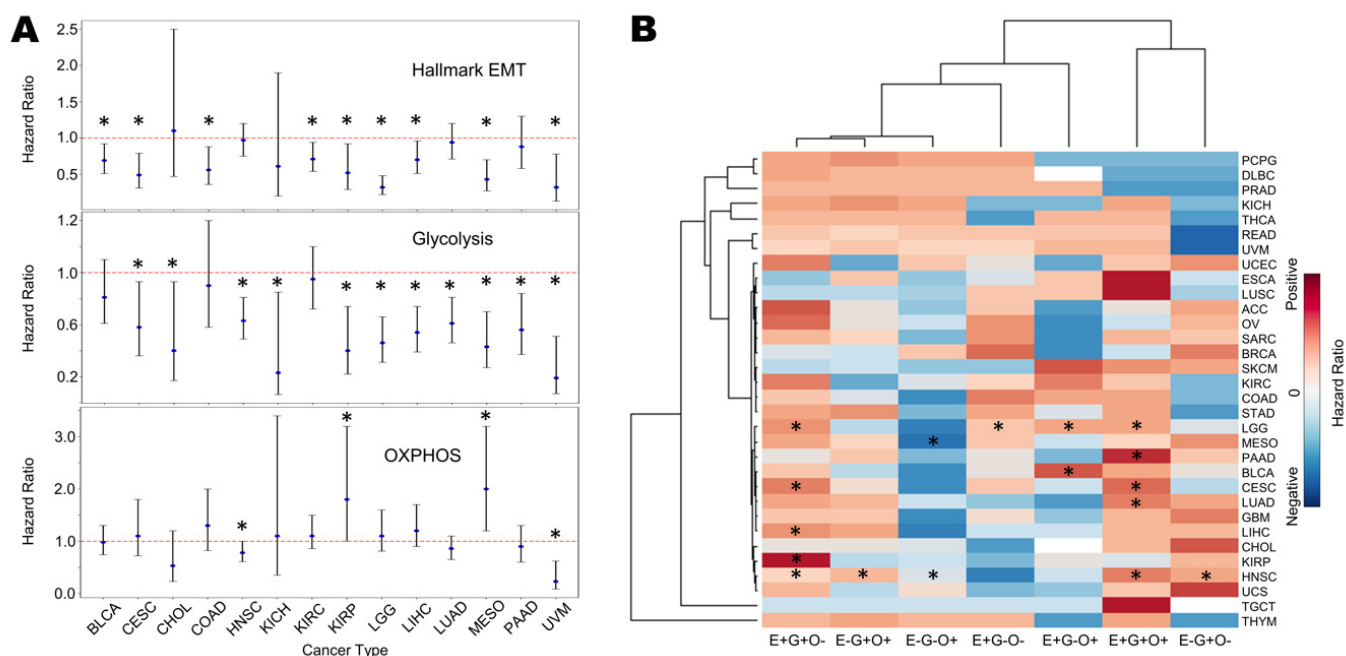 A
Hallmark EMT
Hazard Ratio
2.5
2.0
1.5
1.0
0.5
* * * * * * * * *
Glycolysis
Hazard Ratio
1.2
1.0
0.6
0.2
* * * * * * * * * *
OXPHOS
Hazard Ratio
3.0
2.0
1.0
0.0
* * * *
BLCA CESC CHOL COAD HNSC KICH KIRC KIRP LGG LIHC LUAD MESO PAAD UVM
Cancer Type
B
PCPG
DLBC
PRAD
KICH
THCA
READ
UVM
UCEC
ESCA
LUSC
ACC
OV
SARC
BRCA
SKCM
KIRC
COAD
STAD
* * * * LGG
* MESO
* PAAD
* BLCA
* * CESC
* LUAD
GBM
* LIHC
CHOL
* KIRP
* * * * * HNSC
UCS
TGCT
THYM
E+G+O- E-G+O+ E-G-O+ E+G-O- E+G-O+ E+G+O+ E-G+O-
Positive
0
Negative
Hazard Ratio